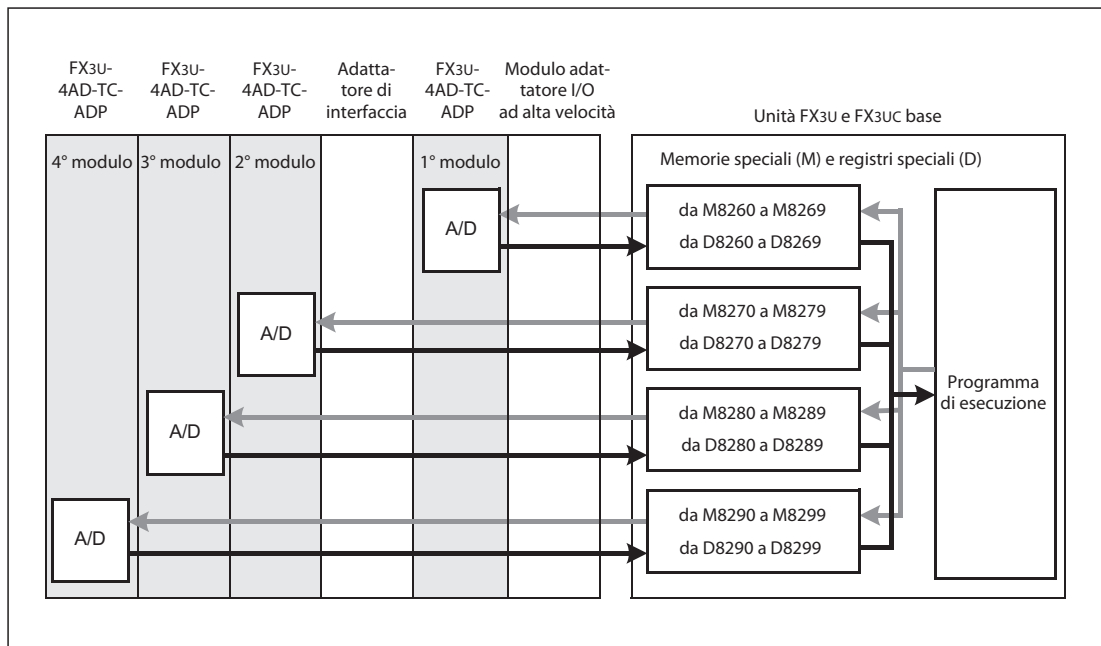 FX3U-
4AD-TC-
ADP
FX3U-
4AD-TC-
ADP
FX3U-
4AD-TC-
ADP
Adatta-
tore di
interfaccia
FX3U-
4AD-TC-
ADP
Modulo adat-
tatore I/O
ad alta velocità
Unità FX3U e FX3UC base
4° modulo
3° modulo
2° modulo
1° modulo
Memorie speciali (M) e registri speciali (D)
A/D
da M8260 a M8269
da D8260 a D8269
A/D
da M8270 a M8279
da D8270 a D8279
A/D
da M8280 a M8289
da D8280 a D8289
A/D
da M8290 a M8299
da D8290 a D8299
Programma
di esecuzione